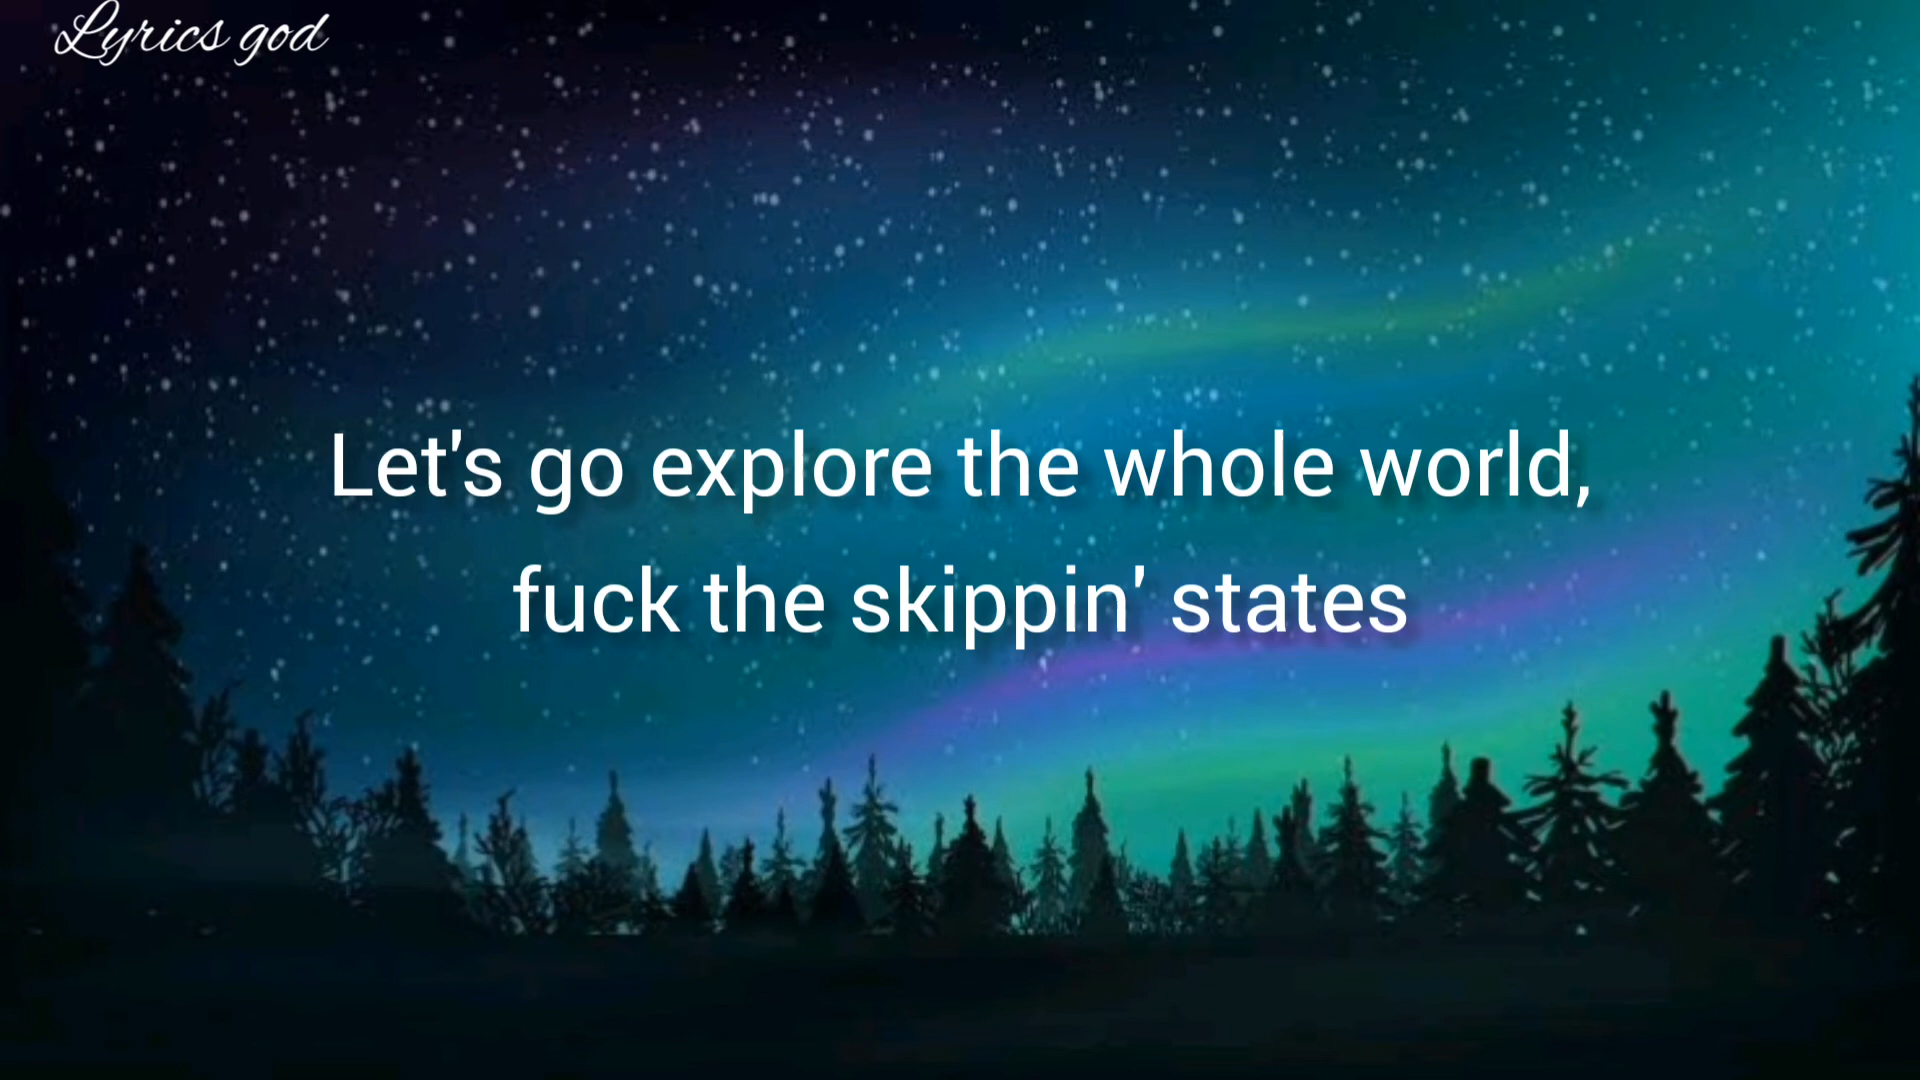 Lyrics god
Let's go explore the whole world,
fuck the skippin' states